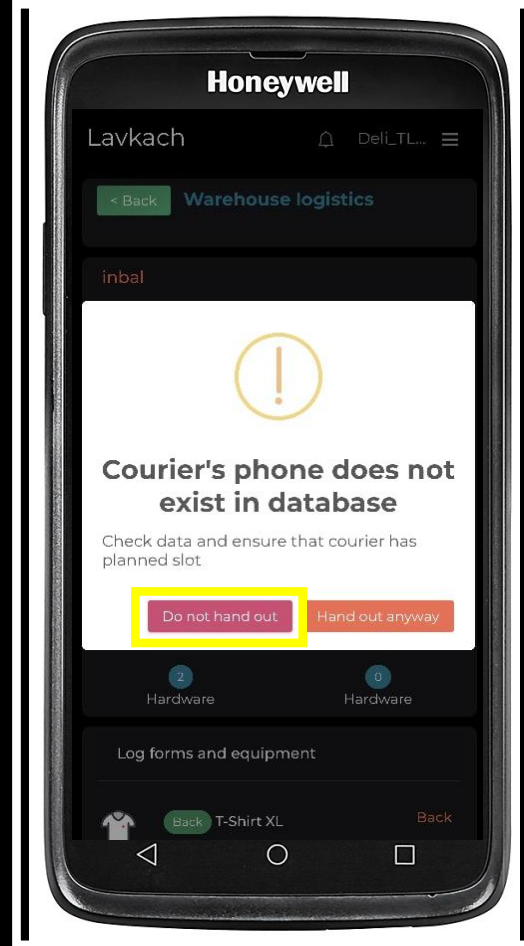 Honeywell
Lavkach
Deli_TL...
< Back
Warehouse logistics
inbal
!
Courier's phone does not
exist in database
Check data and ensure that courier has
planned slot
Do not hand out
Hand out anyway
2
0
Hardware
Hardware
Log forms and equipment
Back
T-Shirt XL
Back